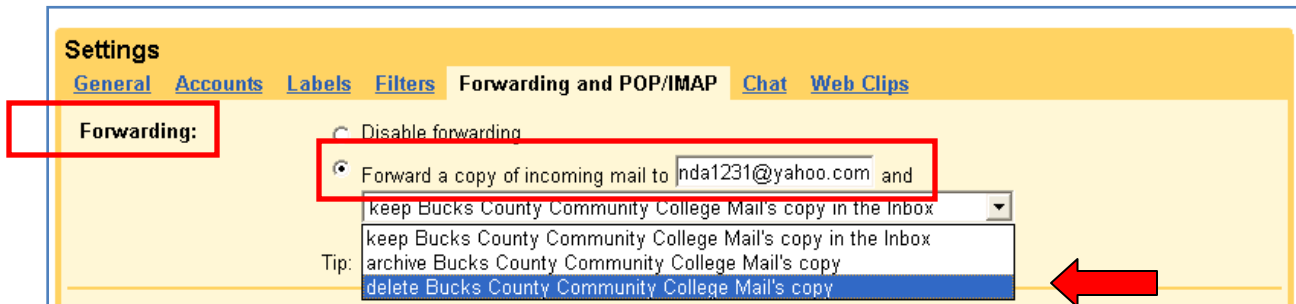 Settings
General Accounts Labels Filters Forwarding and POP/IMAP Chat Web Clips
Forwarding: Disable forwarding
Forward a copy of incoming mail to nda1231@yahoo.com and
keep Bucks County Community College Mail's copy in the Inbox
keep Bucks County Community College Mail's copy in the Inbox
Tip: archive Bucks County Community College Mail's copy
delete Bucks County Community College Mail's copy